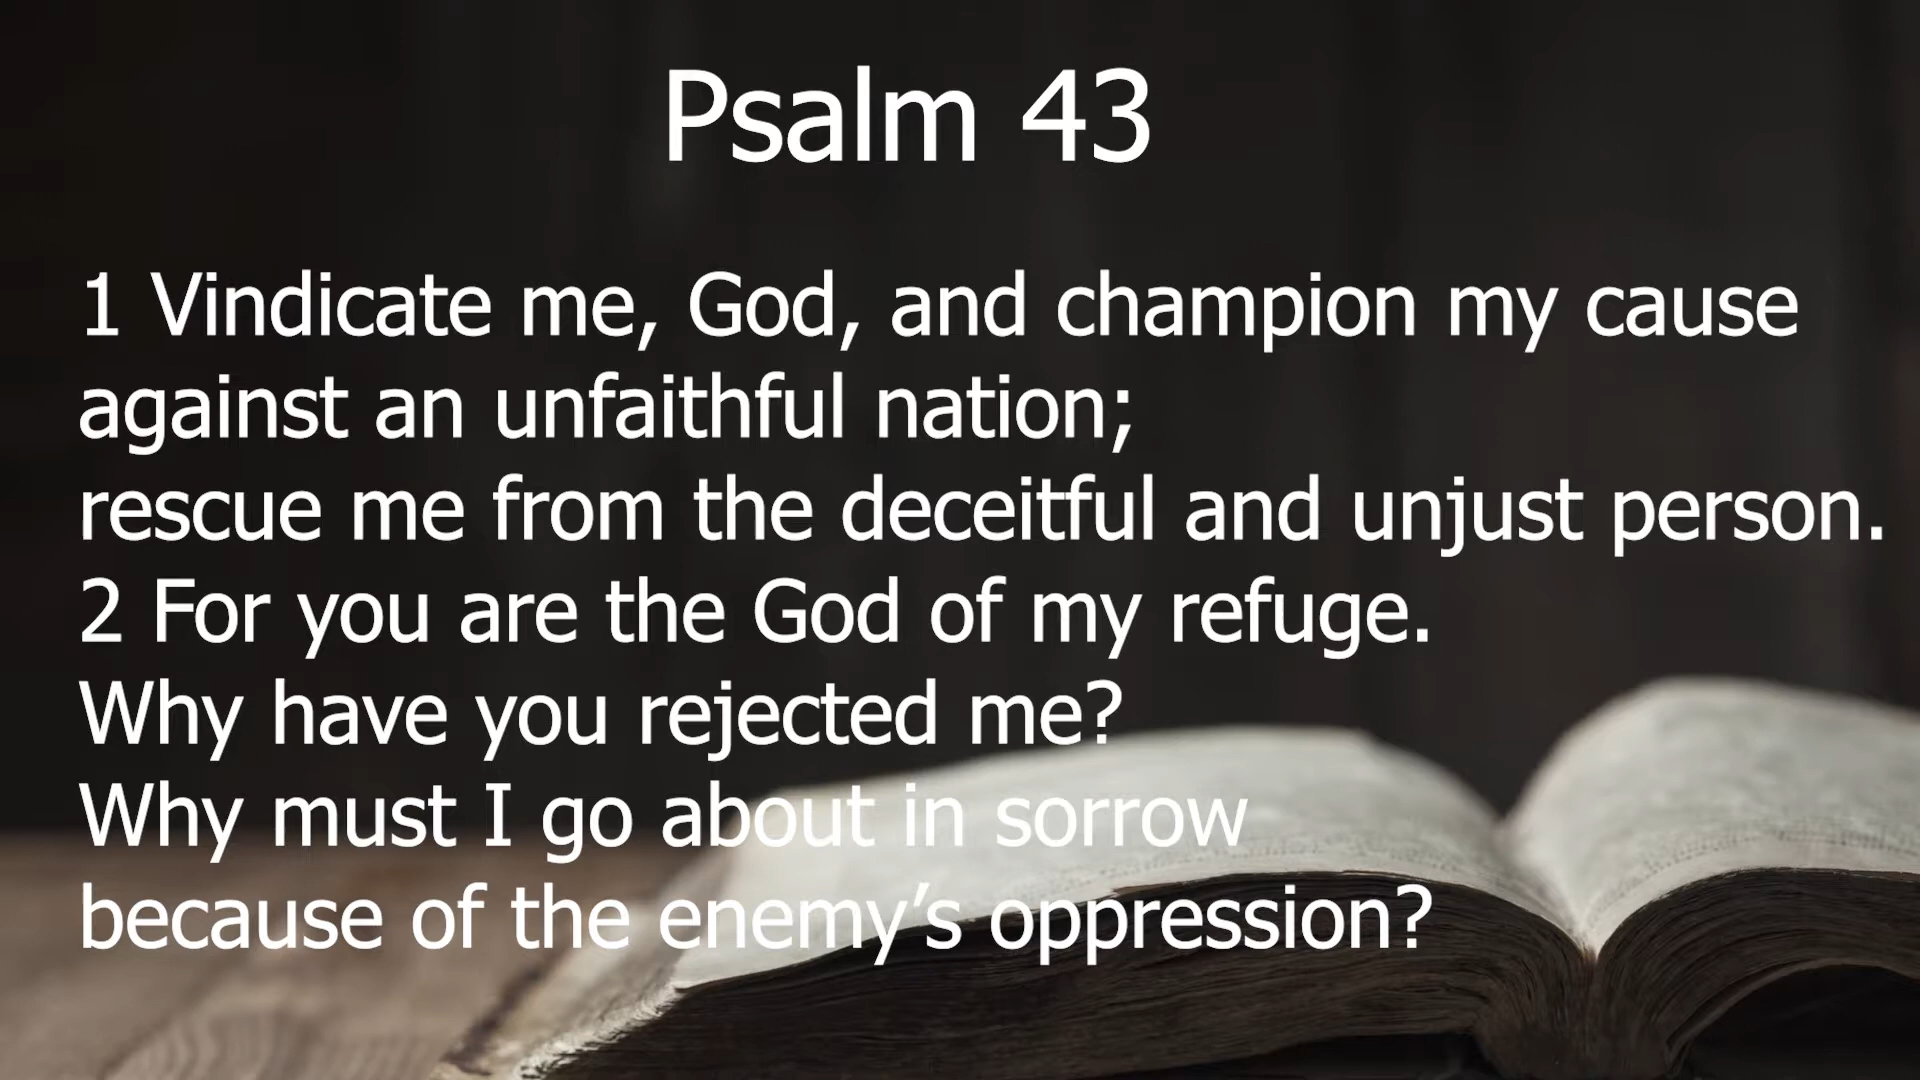 Psalm 43
1 Vindicate me, God, and champion my cause
against an unfaithful nation;
rescue me from the deceitful and unjust person.
2 For you are the God of my refuge.
Why have you rejected me?
Why must I go about in sorrow
because of the enemy’s oppression?